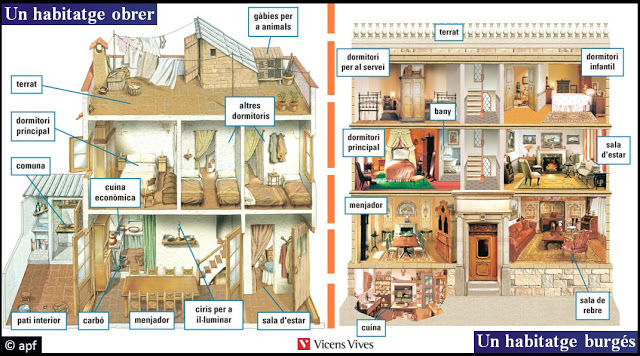 Un habitatge obrer
gàbies per
a animals
terrat
altres
dormitoris
dormitori
principal
comuna
cuina
econòmica
pati interior
carbó
menjador
ciris per a
il·luminar
sala d'estar
© apf
terrat
dormitori
per al servei
dormitori
infantil
bany
dormitori
principal
sala
d'estar
menjador
sala de
rebre
cuina
Vicens Vives
Un habitatge burgés